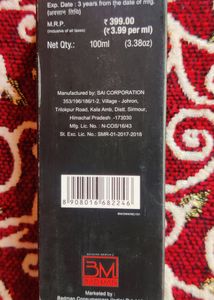 Exp. Date : 3 years from the date of mfg.
M.R.P. ₹ 399.00
(inclusive of all taxes) (₹ 3.99 per ml)
Net Qty.: 100ml (3.38oz)
Manufactured by: SAI CORPORATION
353/196/186/1-2, Village - Johron,
Trilokpur Road, Kala Amb, Distt. Sirmour,
Himachal Pradesh -173030
Mfg. Lic. No. : N-COS/16/43
St. Exc. Lic. No.: SMR-01-2017-2018
8 908016 682246
BM
Marketed by :